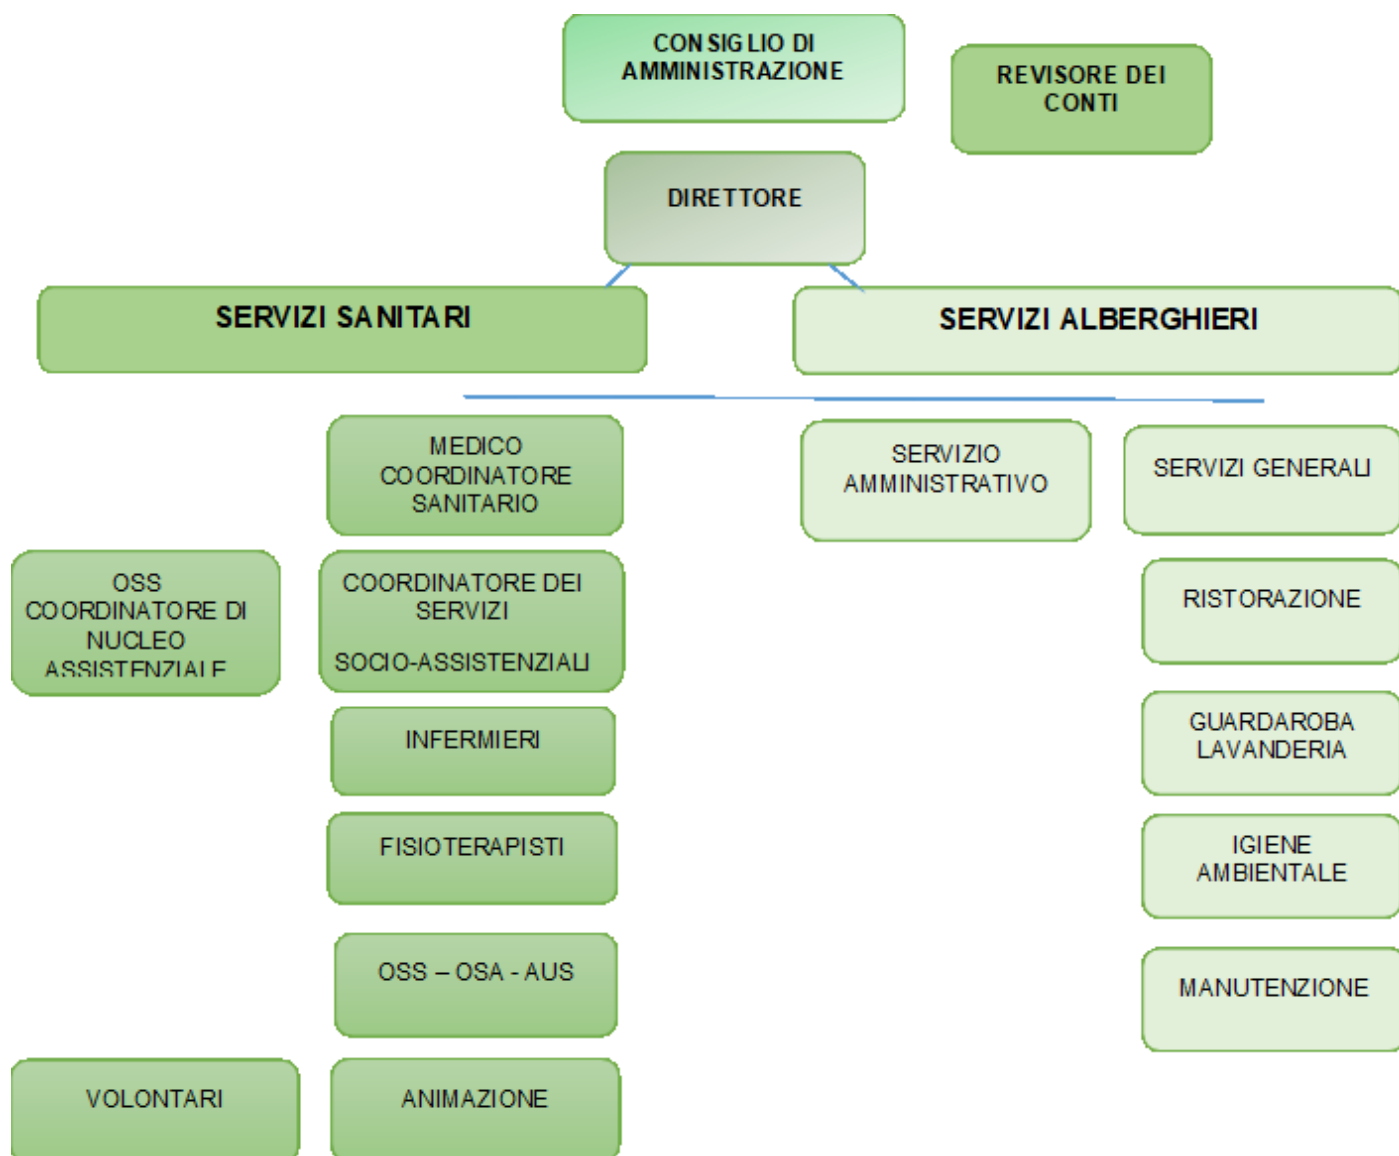 CONSIGLIO DI
AMMINISTRAZIONE
REVISORE DEI
CONTI
DIRETTORE
SERVIZI SANITARI
SERVIZI ALBERGHIERI
MEDICO
COORDINATORE
SANITARIO
SERVIZIO
AMMINISTRATIVO
SERVIZI GENERALI
OSS
COORDINATORE DI
NUCLEO
ASSISTENZIALE
COORDINATORE DEI
SERVIZI
SOCIO-ASSISTENZIALI
RISTORAZIONE
INFERMIERI
GUARDAROBA
LAVANDERIA
FISIOTERAPISTI
IGIENE
AMBIENTALE
OSS – OSA - AUS
MANUTENZIONE
VOLONTARI
ANIMAZIONE